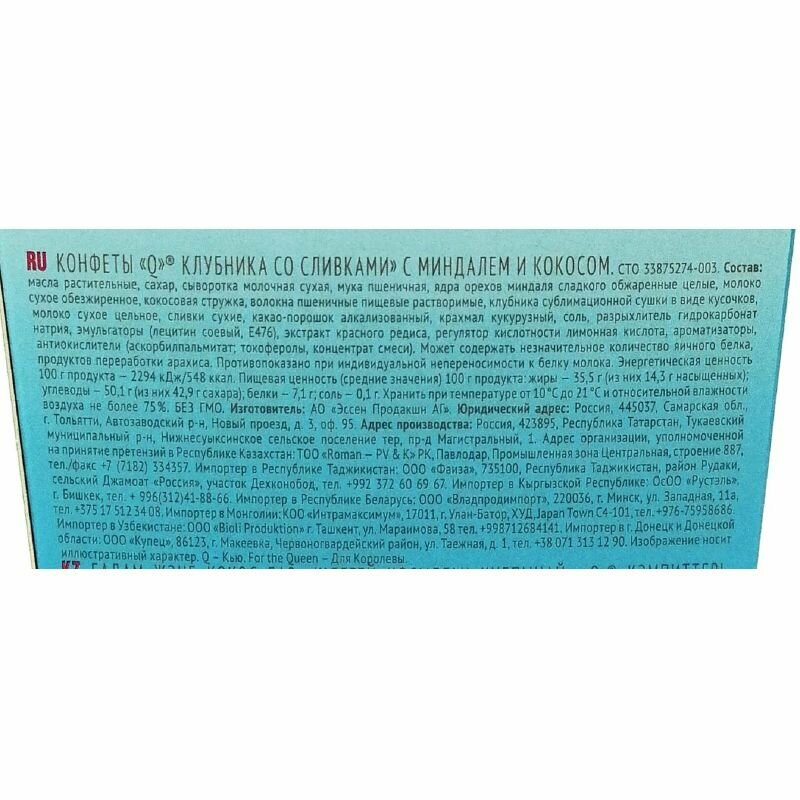 RU КОНФЕТЫ «Q»® КЛУБНИКА СО СЛИВКАМИ» С МИНДАЛЕМ И КОКОСОМ. СТО 33875274-003. Состав:
масла растительные, сахар, сыворотка молочная сухая, мука пшеничная, ядра орехов миндаля сладкого обжаренные целые, молоко
сухое обезжиренное, кокосовая стружка, волокна пшеничные пищевые растворимые, клубника сублимационной сушки в виде кусочков,
молоко сухое цельное, сливки сухие, какао-порошок алкализованный, крахмал кукурузный, соль, разрыхлитель гидрокарбонат
натрия, эмульгаторы (лецитин соевый, Е476), экстракт красного редиса, регулятор кислотности лимонная кислота, ароматизаторы,
антиокислители (аскорбилпальмитат; токоферолы, концентрат смеси). Может содержать незначительное количество яичного белка,
продуктов переработки арахиса. Противопоказано при индивидуальной непереносимости к белку молока. Энергетическая ценность
100 г продукта – 2294 кДж/548 ккал. Пищевая ценность (средние значения) 100 г продукта: жиры – 35,5 г (из них 14,3 г насыщенных);
углеводы – 50,1 г (из них 42,9 г сахара); белки – 7,1 г; соль – 0,1 г. Хранить при температуре от 10°С до 21°С и относительной влажности
воздуха не более 75%. БЕЗ ГМО. Изготовитель: АО «Эссен Продакшн АГ». Юридический адрес: Россия, 445037, Самарская обл.,
г. Тольятти, Автозаводский р-н, Новый проезд, д. 3, оф. 95. Адрес производства: Россия, 423895, Республика Татарстан, Тукаевский
муниципальный р-н, Нижнесуыксинское сельское поселение тер, пр-д Магистральный, 1. Адрес организации, уполномоченной
на принятие претензий в Республике Казахстан: ТОО «Roman – PV & K» РК, Павлодар, Промышленная зона Центральная, строение 887,
тел./факс +7 (7182) 334357. Импортер в Республике Таджикистан: ООО «Фаиза», 735100, Республика Таджикистан, район Рудаки,
сельский Джамоат «Россия», участок Дехконобод, тел. +992 372 60 69 67. Импортер в Кыргызской Республике: ОсОО «Рустэль»,
г. Бишкек, тел. + 996(312)41-88-66. Импортер в Республике Беларусь: ООО «Владпродимпорт», 220036, г. Минск, ул. Западная, 11а,
тел. +375 17 512 34 08. Импортер в Монголии: КОО «Интрамаксимум», 17011, г, Улан-Батор, ХУД, Japan Town C4-101, тел. +976-75958686.
Импортер в Узбекистане: ООО «Bioli Produktion» г. Ташкент, ул. Мараимова, 58 тел. +998712684141. Импортер в г. Донецк и Донецкой
области: ООО «Купец», 86123, г. Макеевка, Червоногвардейский район, ул. Таежная, д. 1, тел. +38 071 313 12 90. Изображение носит
иллюстративный характер. Q – Кью. For the Queen – Для Королевы.